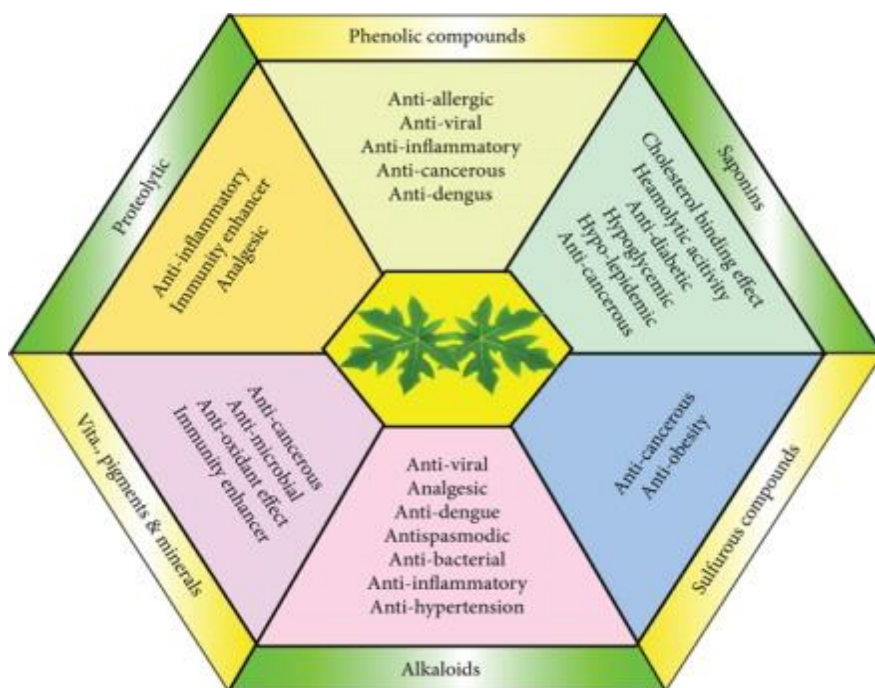 Phenolic compounds
Anti-allergic
Anti-viral
Anti-inflammatory
Anti-cancerous
Anti-dengus
Saponins
Cholesterol binding effect
Heamolytic acitivity
Anti-diabetic
Hypoglycemic
Hypo-lepidemic
Anti-cancerous
Sulfurous compounds
Anti-cancerous
Anti-obesity
Alkaloids
Anti-viral
Analgesic
Anti-dengue
Antispasmodic
Anti-bacterial
Anti-inflammatory
Anti-hypertension
Vita., pigments & minerals
Anti-cancerous
Anti-microbial
Anti-oxidant effect
Immunity enhancer
Proteolytic
Anti-inflammatory
Immunity enhancer
Analgesic